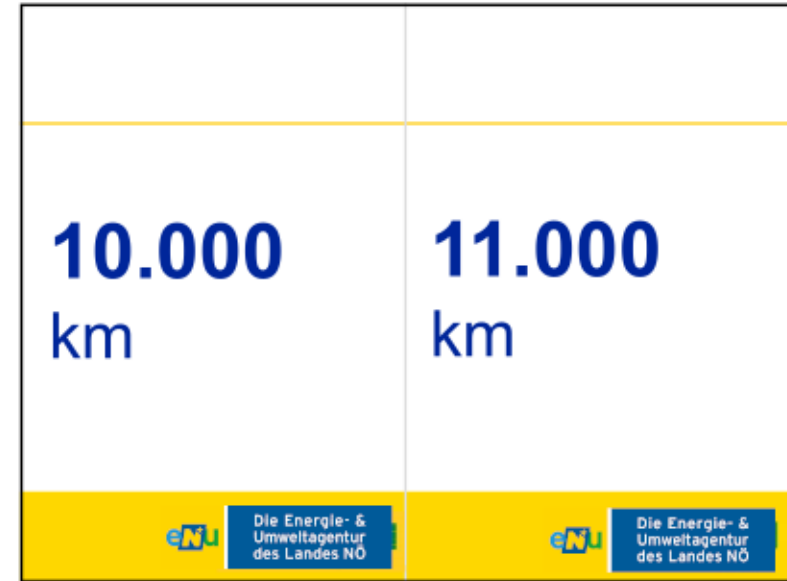 10.000
km
eNu
Die Energie- &
Umweltagentur
des Landes NÖ
11.000
km
eNu
Die Energie- &
Umweltagentur
des Landes NÖ